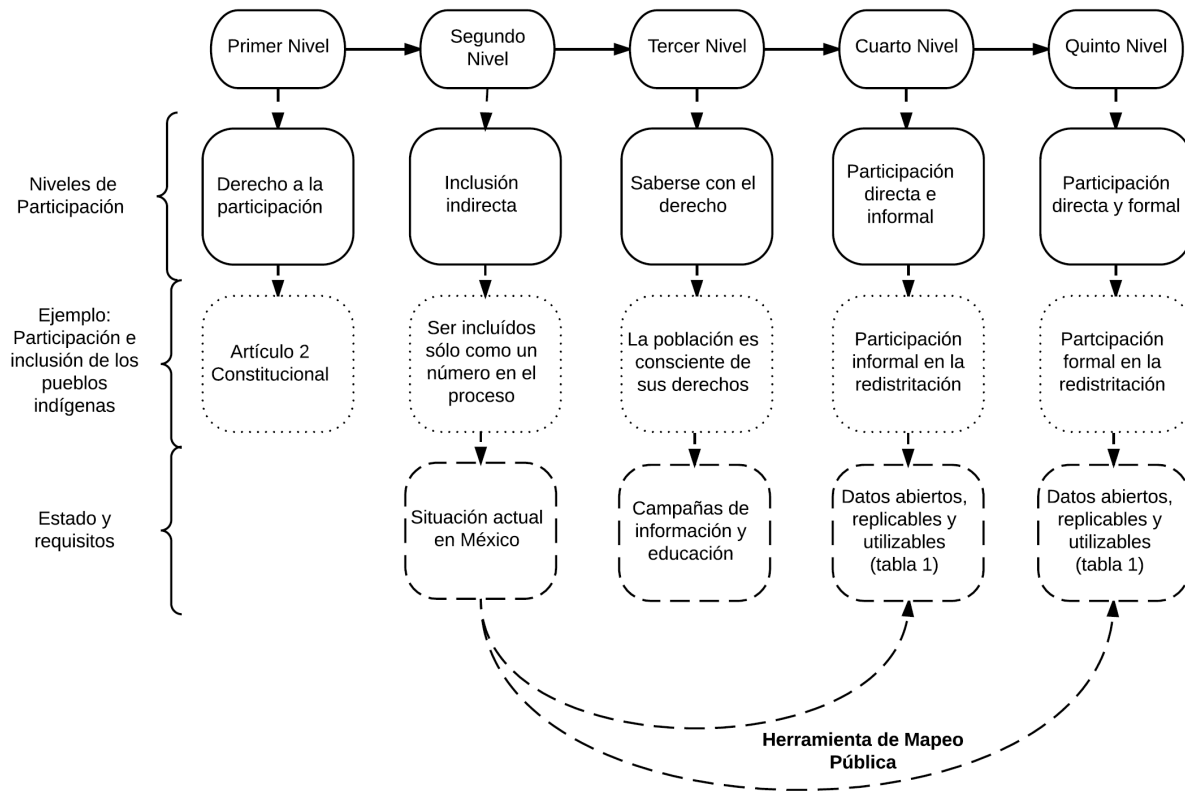 Primer Nivel
Segundo
Nivel
Tercer Nivel
Cuarto Nivel
Quinto Nivel
Niveles de
Participación
Derecho a la
participación
Inclusión
indirecta
Saberse con el
derecho
Participación
directa e
informal
Participación
directa y formal
Ejemplo:
Participación e
inclusión de los
pueblos
indígenas
Artículo 2
Constitucional
Ser incluídos
sólo como un
número en el
proceso
La población es
consciente de
sus derechos
Participación
informal en la
redistritación
Partcipación
formal en la
redistritación
Estado y
requisitos
Situación actual
en México
Campañas de
información y
educación
Datos abiertos,
replicables y
utilizables
(tabla 1)
Datos abiertos,
replicables y
utilizables
(tabla 1)
Herramienta de Mapeo
Pública